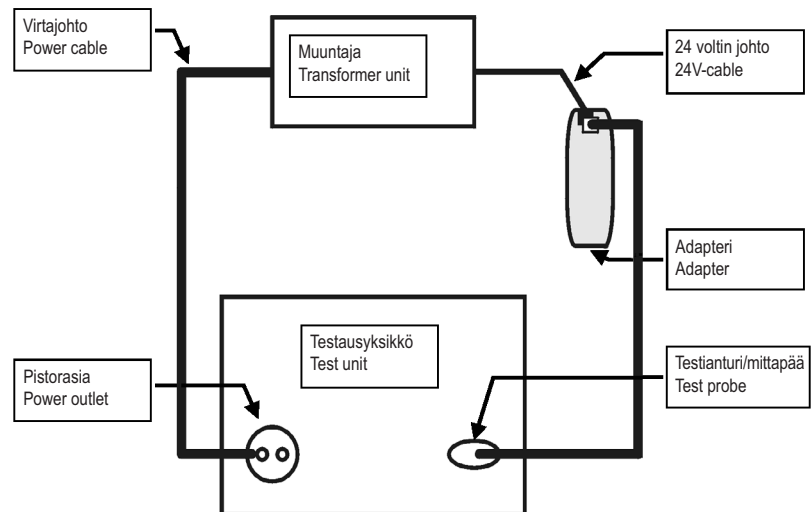 Virtajohto
Power cable
Muuntaja
Transformer unit
24 voltin johto
24V-cable
Adapteri
Adapter
Testausyksikkö
Test unit
Pistorasia
Power outlet
Testianturi/mittapää
Test probe